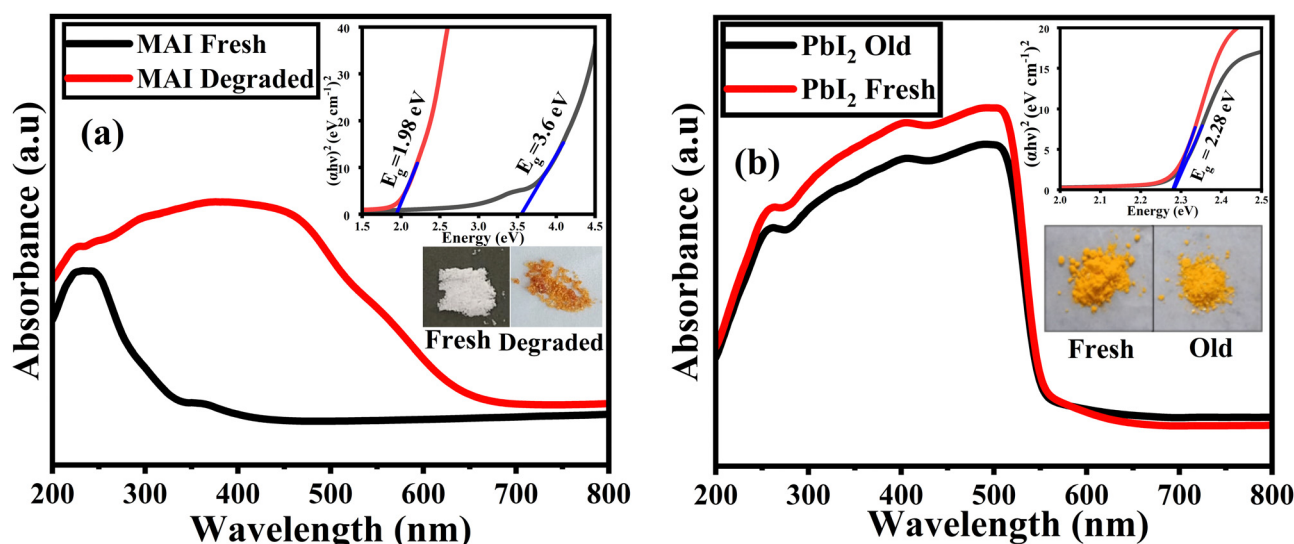 MAI Fresh
MAI Degraded
(a)
Absorbance (a.u)
(αhν)² (eV cm⁻¹)²
40
30
20
10
0
E_g=1.98 eV
E_g=3.6 eV
1.5 2.0 2.5 3.0 3.5 4.0 4.5
Energy (eV)
Fresh Degraded
200 300 400 500 600 700 800
Wavelength (nm)
PbI₂ Old
PbI₂ Fresh
(b)
Absorbance (a.u)
(αhν)² (eV cm⁻¹)²
20
15
10
5
0
E_g= 2.28 eV
2.0 2.1 2.2 2.3 2.4 2.5
Energy (eV)
Fresh Old
200 300 400 500 600 700 800
Wavelength (nm)